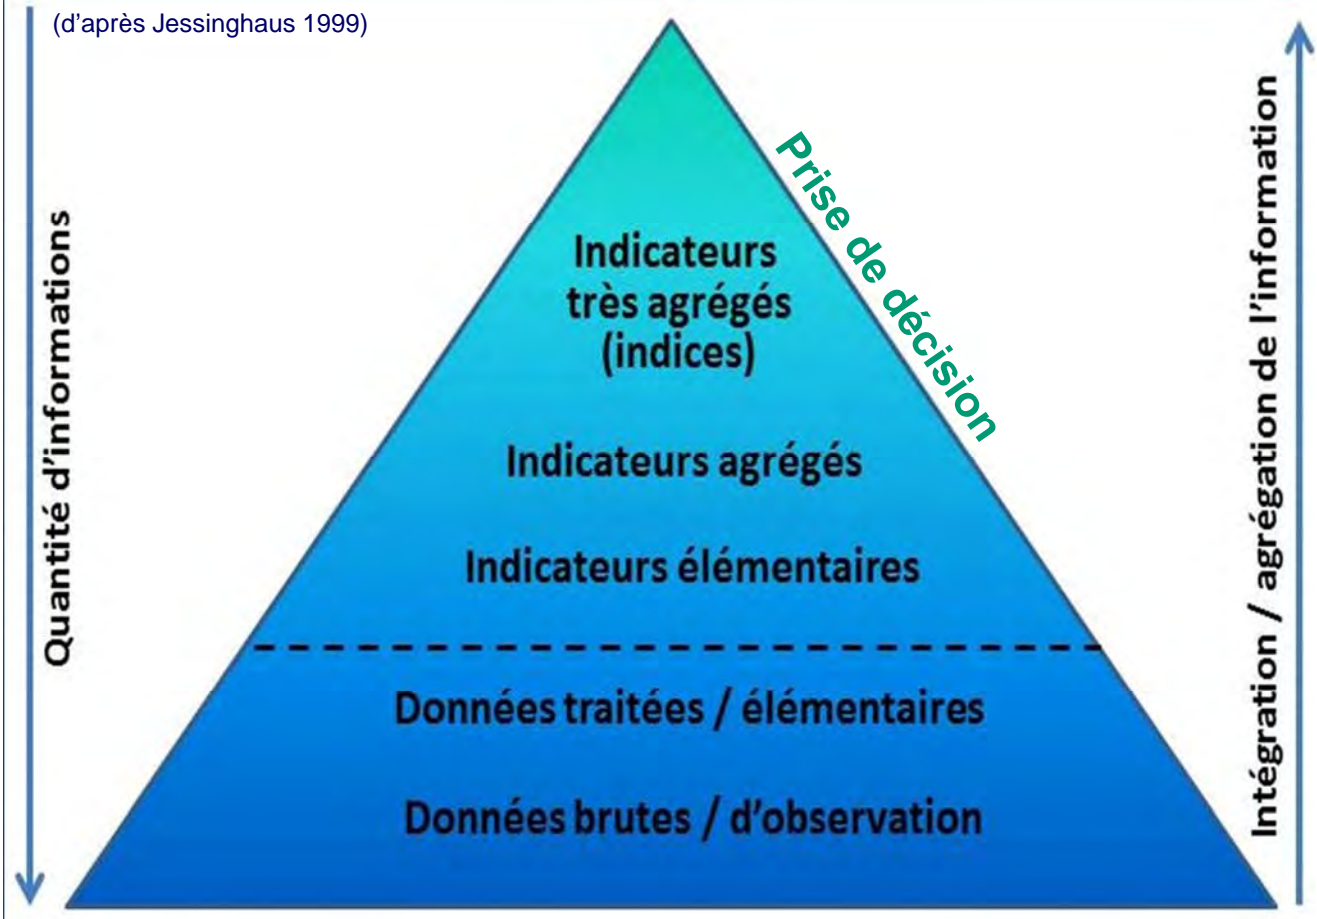 (d'après Jessinghaus 1999)
Quantité d'informations
Indicateurs
très agrégés
(indices)
Indicateurs agrégés
Indicateurs élémentaires
Données traitées / élémentaires
Données brutes / d'observation
Prise de décision
Intégration / agrégation de l'information